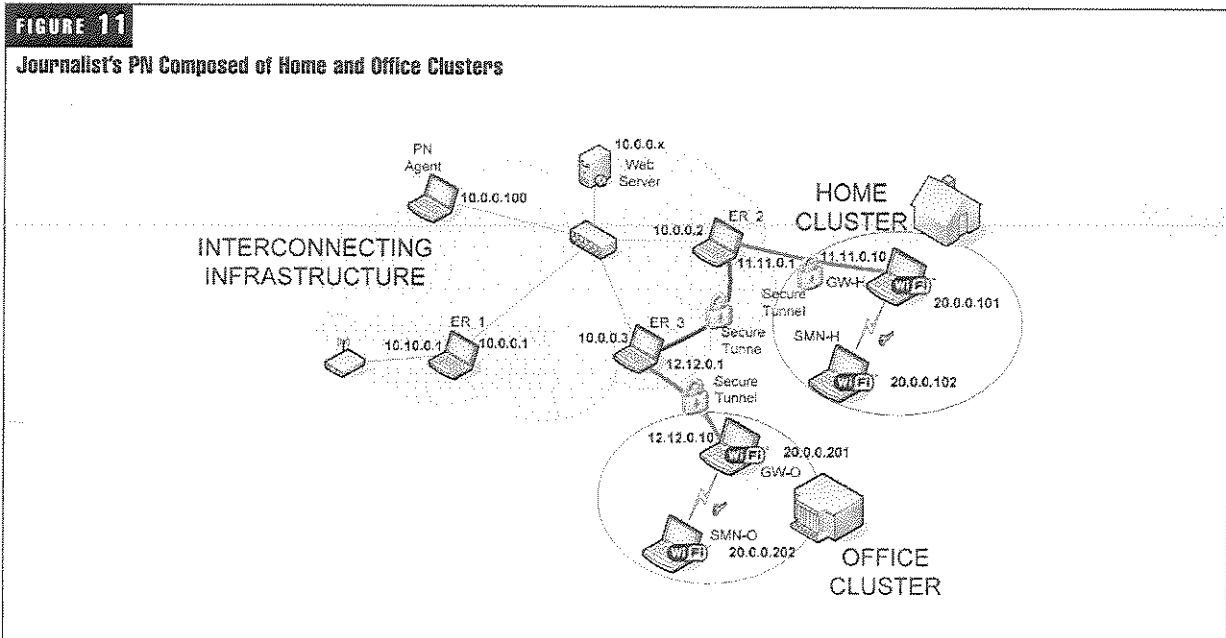 FIGURE 11
Journalist's PN Composed of Home and Office Clusters
PN
Agent
10.0.0.100
10.0.0.x
Web
Server
INTERCONNECTING
INFRASTRUCTURE
ER_2
10.0.0.2
11.11.0.1
HOME
CLUSTER
11.11.0.10
GW-H
WiFi
20.0.0.101
Secure
Tunnel
SMN-H
WiFi
20.0.0.102
Secure
Tunne
ER_1
10.10.0.1
10.0.0.1
ER_3
10.0.0.3
12.12.0.1
Secure
Tunnel
12.12.0.10
WiFi
20.0.0.201
GW-O
SMN-O
WiFi
20.0.0.202
OFFICE
CLUSTER